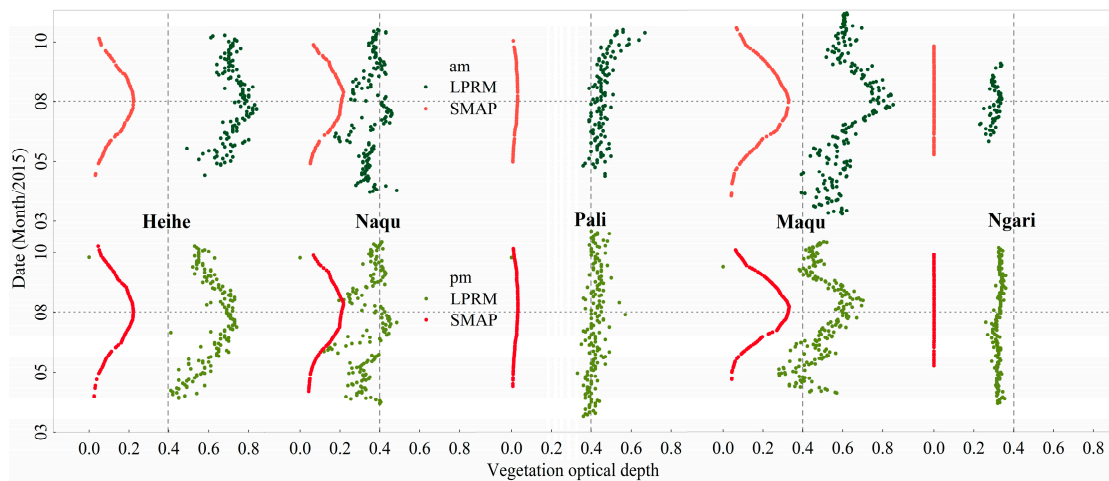 10
08
05
03
am
LPRM
SMAP
Heihe Naqu Pali Maqu Ngari
Date (Month/2015)
10
08
05
03
pm
LPRM
SMAP
0.0 0.2 0.4 0.6 0.8 0.0 0.2 0.4 0.6 0.8 0.0 0.2 0.4 0.6 0.8 0.0 0.2 0.4 0.6 0.8 0.0 0.2 0.4 0.6 0.8
Vegetation optical depth